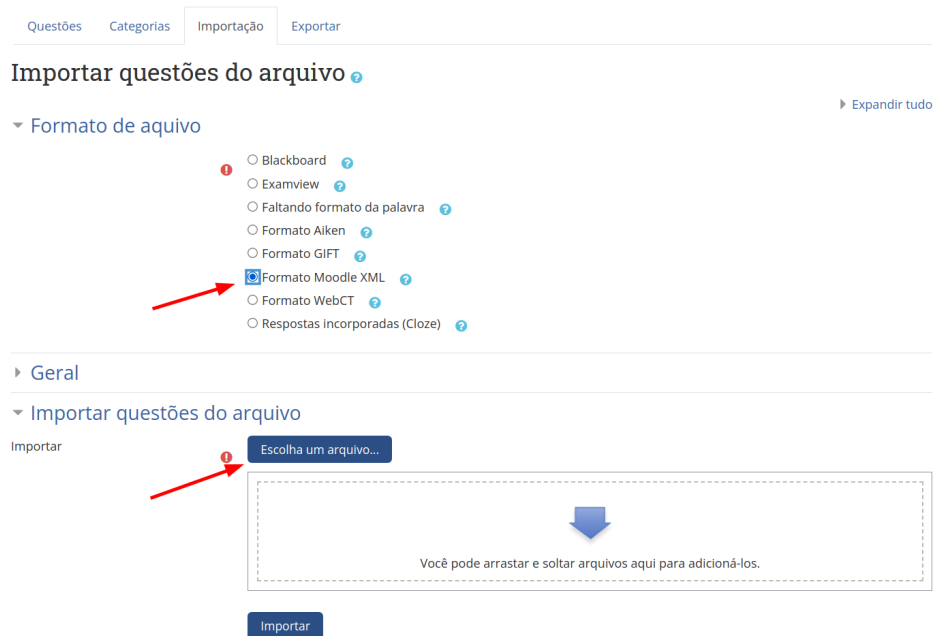 Questões Categorias Importação Exportar
Importar questões do arquivo
Expandir tudo
Formato de aquivo
Blackboard
Examview
Faltando formato da palavra
Formato Aiken
Formato GIFT
Formato Moodle XML
Formato WebCT
Respostas incorporadas (Cloze)
Geral
Importar questões do arquivo
Importar
Escolha um arquivo...
Você pode arrastar e soltar arquivos aqui para adicioná-los.
Importar